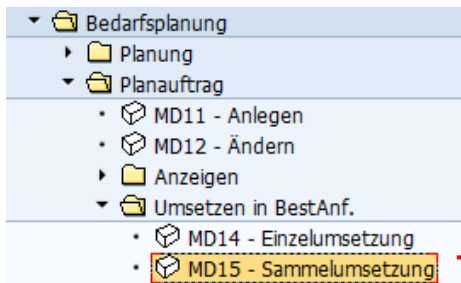 Bedarfsplanung
Planung
Planauftrag
MD11 - Anlegen
MD12 - Ändern
Anzeigen
Umsetzen in BestAnf.
MD14 - Einzelumsetzung
MD15 - Sammelumsetzung